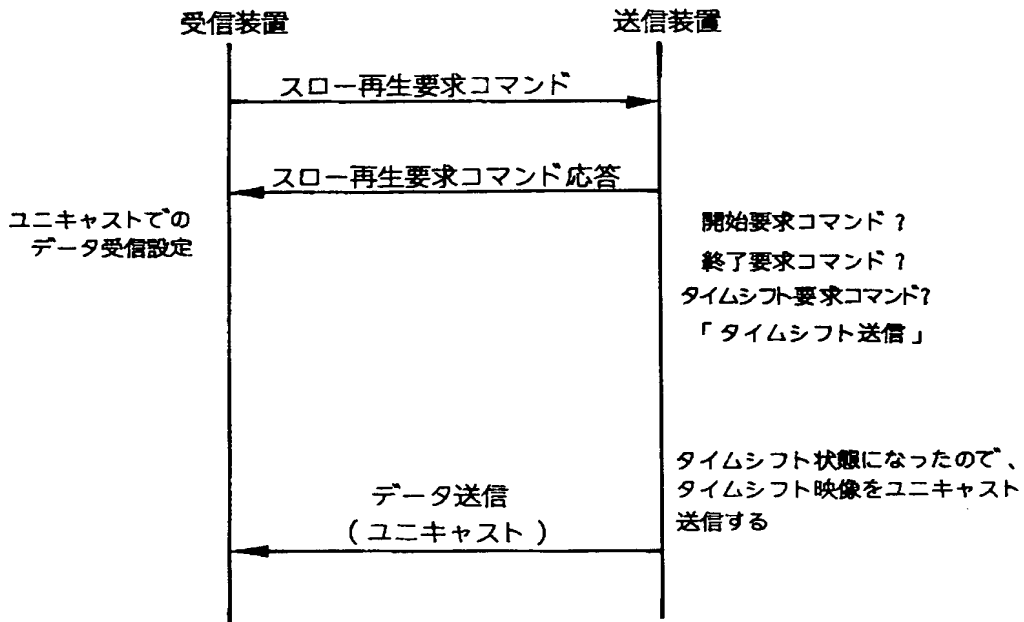 受信装置
送信装置
スロー再生要求コマンド
スロー再生要求コマンド応答
ユニキャストでの
データ受信設定
開始要求コマンド?
終了要求コマンド?
タイムシフト要求コマンド?
「タイムシフト送信」
タイムシフト状態になったので、
タイムシフト映像をユニキャスト
送信する
データ送信
(ユニキャスト)